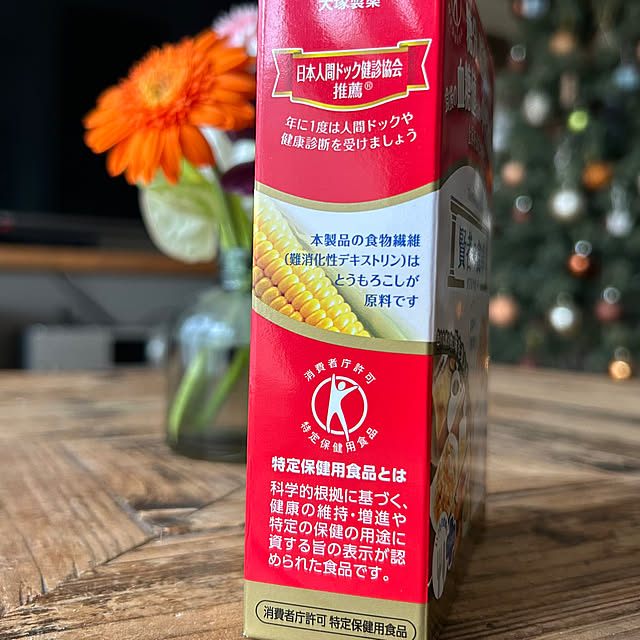 大塚製薬
日本人間ドック健診協会
推薦®
年に1度は人間ドックや
健康診断を受けましょう
本製品の食物繊維
(難消化性デキストリン)は
とうもろこしが
原料です
消費者庁許可
特定保健用食品
特定保健用食品とは
科学的根拠に基づく、
健康の維持・増進や
特定の保健の用途に
資する旨の表示が認
められた食品です。
消費者庁許可 特定保健用食品